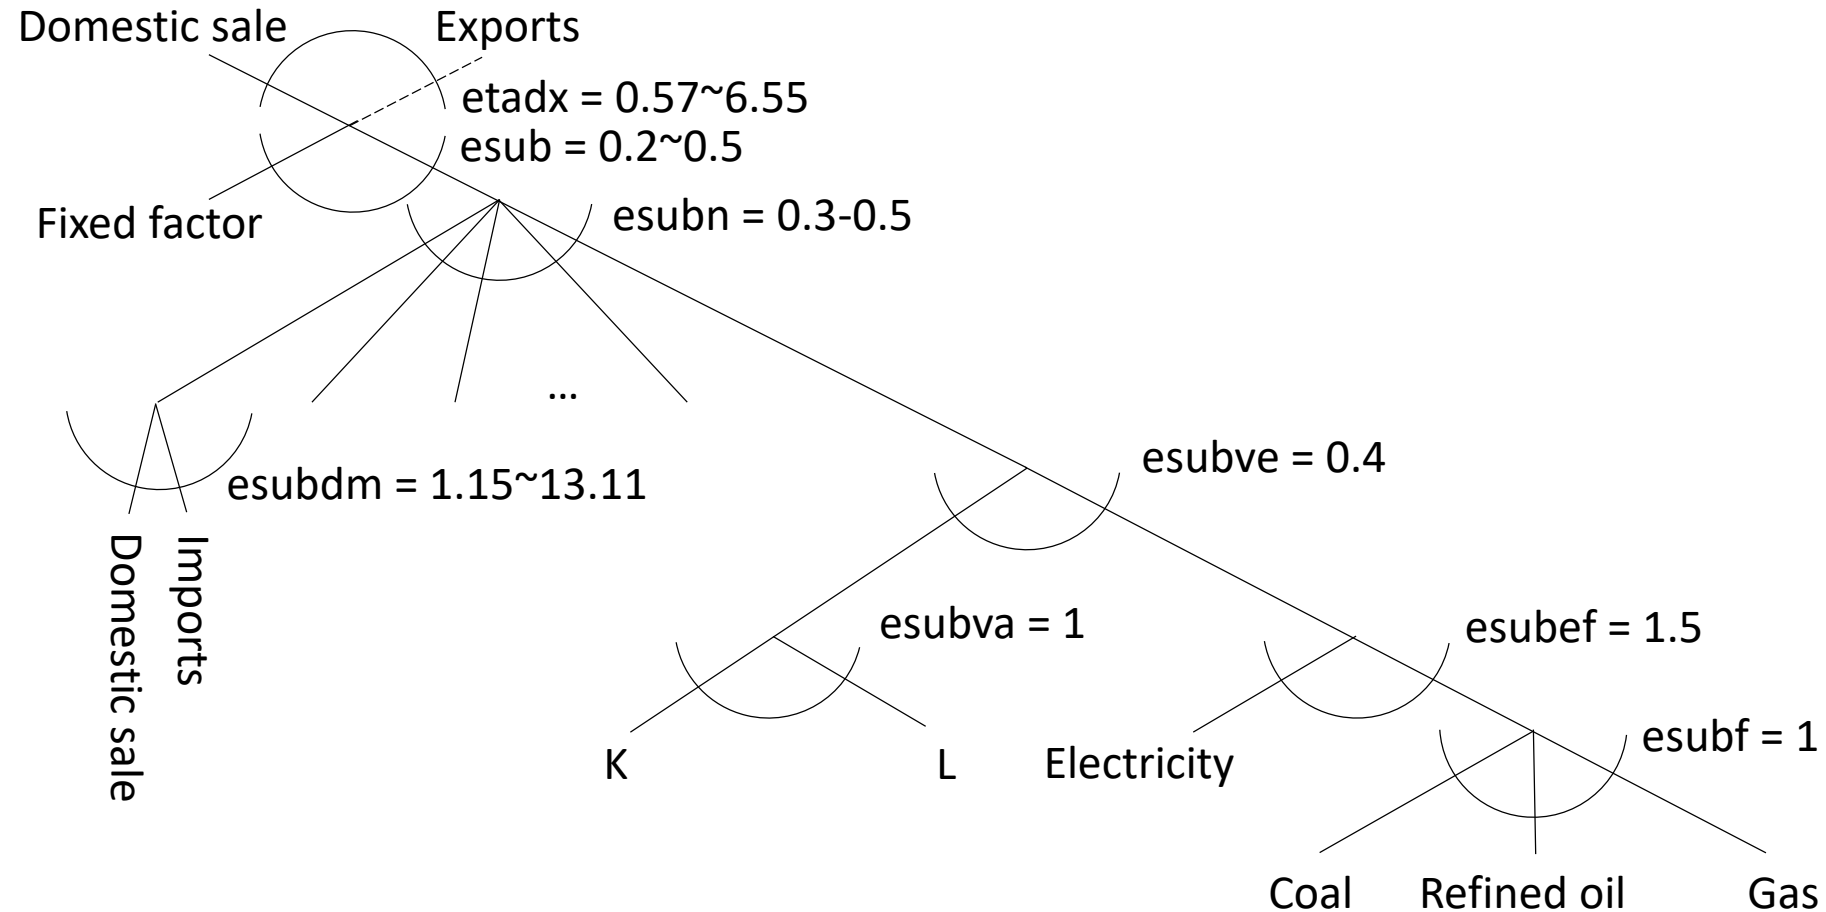 Domestic sale
Exports
etadx = 0.57~6.55
esub = 0.2~0.5
Fixed factor
esubn = 0.3-0.5
...
esubve = 0.4
esubdm = 1.15~13.11
Domestic sale
Imports
esubva = 1
esubef = 1.5
K
L
Electricity
esubf = 1
Coal
Refined oil
Gas